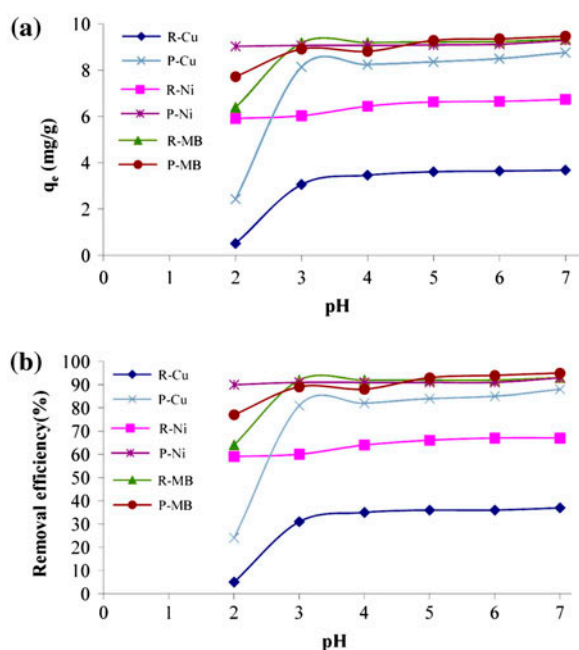 (a)
10
8
6
4
2
0
qe (mg/g)
R-Cu
P-Cu
R-Ni
P-Ni
R-MB
P-MB
0 1 2 3 4 5 6 7
pH
(b)
100
90
80
70
60
50
40
30
20
10
0
Removal efficiency(%)
R-Cu
P-Cu
R-Ni
P-Ni
R-MB
P-MB
0 1 2 3 4 5 6 7
pH